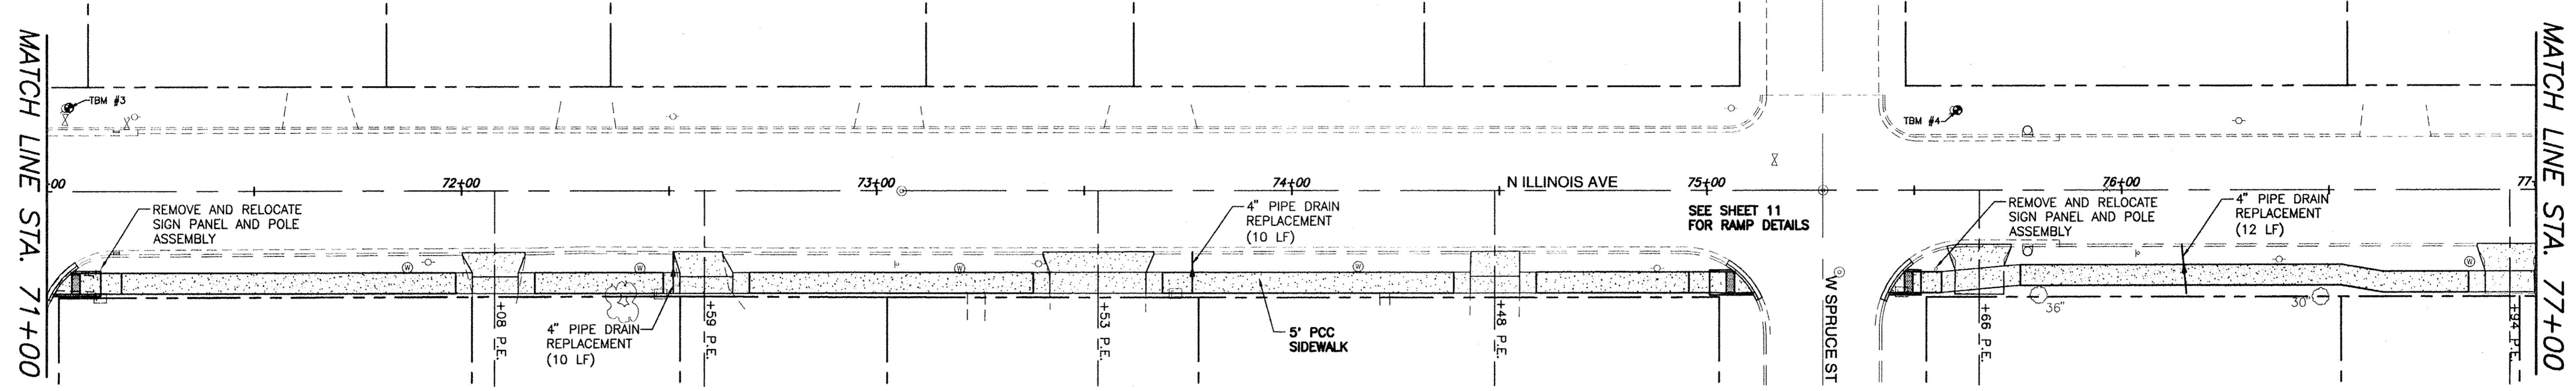 MATCH LINE STA. 71+00
TBM #3
TBM #4
00
72+00
73+00
74+00
N ILLINOIS AVE
75+00
76+00
77+
REMOVE AND RELOCATE
SIGN PANEL AND POLE
ASSEMBLY
4" PIPE DRAIN
REPLACEMENT
(10 LF)
SEE SHEET 11
FOR RAMP DETAILS
REMOVE AND RELOCATE
SIGN PANEL AND POLE
ASSEMBLY
4" PIPE DRAIN
REPLACEMENT
(12 LF)
W
W
W
W
W
4" PIPE DRAIN
REPLACEMENT
(10 LF)
5' PCC
SIDEWALK
36"
30"
+08 P.E.
+59 P.E.
+53 P.E.
+48 P.E.
W SPRUCE ST
+66 P.E.
+94 P.E.
MATCH LINE STA. 77+00